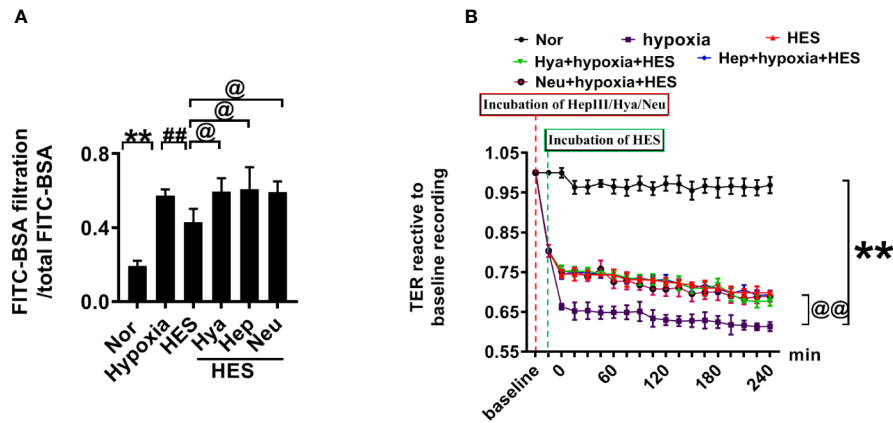 A
FITC-BSA filtration
/total FITC-BSA
0.8
0.4
0.0
**
##
@
@
@
Nor
Hypoxia
HES
Hya
Hep
Neu
HES
B
Nor
hypoxia
HES
Hya+hypoxia+HES
Hep+hypoxia+HES
Neu+hypoxia+HES
Incubation of HepIII/Hya/Neu
Incubation of HES
TER reactive to
baseline recording
1.05
0.95
0.75
0.65
0.55
**
@@
baseline
0
60
120
180
240
min